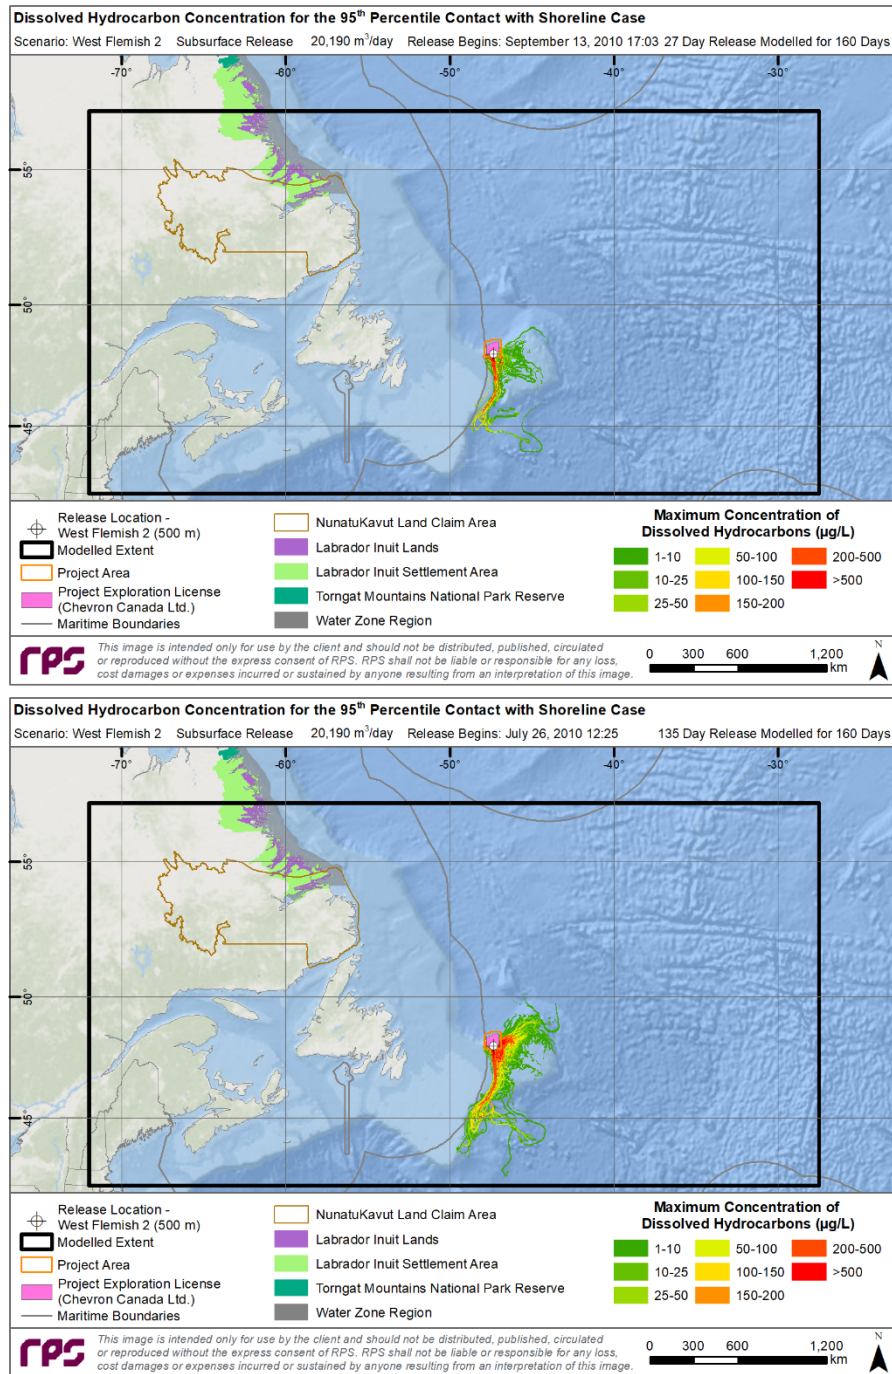 Dissolved Hydrocarbon Concentration for the 95th Percentile Contact with Shoreline Case
Scenario: West Flemish 2 Subsurface Release 20,190 m³/day Release Begins: September 13, 2010 17:03 27 Day Release Modelled for 160 Days
-70° -60° -50° -40° -30°
55°
50°
45°
Release Location -
West Flemish 2 (500 m)
Modelled Extent
Project Area
Project Exploration License
(Chevron Canada Ltd.)
Maritime Boundaries
NunatuKavut Land Claim Area
Labrador Inuit Lands
Labrador Inuit Settlement Area
Torngat Mountains National Park Reserve
Water Zone Region
Maximum Concentration of
Dissolved Hydrocarbons (µg/L)
1-10 50-100 200-500
10-25 100-150 >500
25-50 150-200
rps
This image is intended only for use by the client and should not be distributed, published, circulated
or reproduced without the express consent of RPS. RPS shall not be liable or responsible for any loss,
cost damages or expenses incurred or sustained by anyone resulting from an interpretation of this image.
0 300 600 1,200
km
N
Dissolved Hydrocarbon Concentration for the 95th Percentile Contact with Shoreline Case
Scenario: West Flemish 2 Subsurface Release 20,190 m³/day Release Begins: July 26, 2010 12:25 135 Day Release Modelled for 160 Days
-70° -60° -50° -40° -30°
55°
50°
45°
Release Location -
West Flemish 2 (500 m)
Modelled Extent
Project Area
Project Exploration License
(Chevron Canada Ltd.)
Maritime Boundaries
NunatuKavut Land Claim Area
Labrador Inuit Lands
Labrador Inuit Settlement Area
Torngat Mountains National Park Reserve
Water Zone Region
Maximum Concentration of
Dissolved Hydrocarbons (µg/L)
1-10 50-100 200-500
10-25 100-150 >500
25-50 150-200
rps
This image is intended only for use by the client and should not be distributed, published, circulated
or reproduced without the express consent of RPS. RPS shall not be liable or responsible for any loss,
cost damages or expenses incurred or sustained by anyone resulting from an interpretation of this image.
0 300 600 1,200
km
N